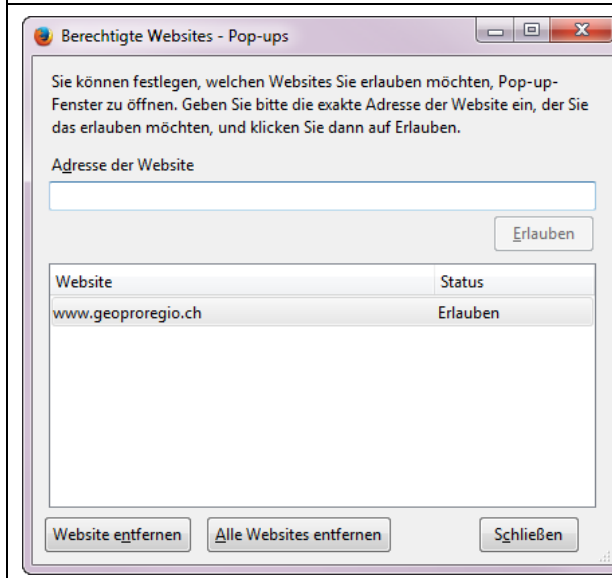 Berechtigte Websites - Pop-ups
Sie können festlegen, welchen Websites Sie erlauben möchten, Pop-up-
Fenster zu öffnen. Geben Sie bitte die exakte Adresse der Website ein, der Sie
das erlauben möchten, und klicken Sie dann auf Erlauben.
Adresse der Website
Erlauben
Website Status
www.geoproregio.ch Erlauben
Website entfernen Alle Websites entfernen Schließen